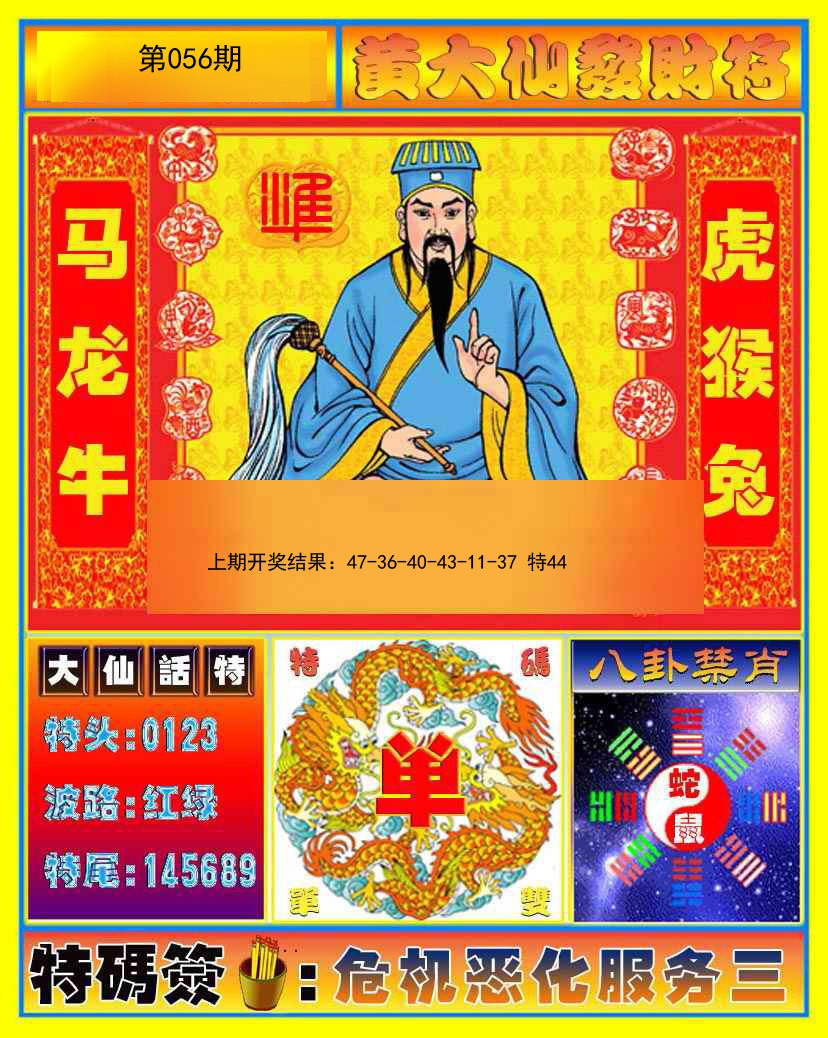 第056期
黄大仙發財符
马龙牛
虎猴兔
上期开奖结果：47-36-40-43-11-37 特44
大仙話特
特头:0123
波路:红绿
特尾:145689
特碼
单
單雙
八卦禁肖
蛇
鼠
特碼簽:危机恶化服务三